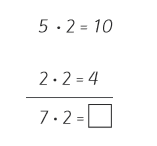 5 · 2 = 10
2 · 2 = 4
7 · 2 =